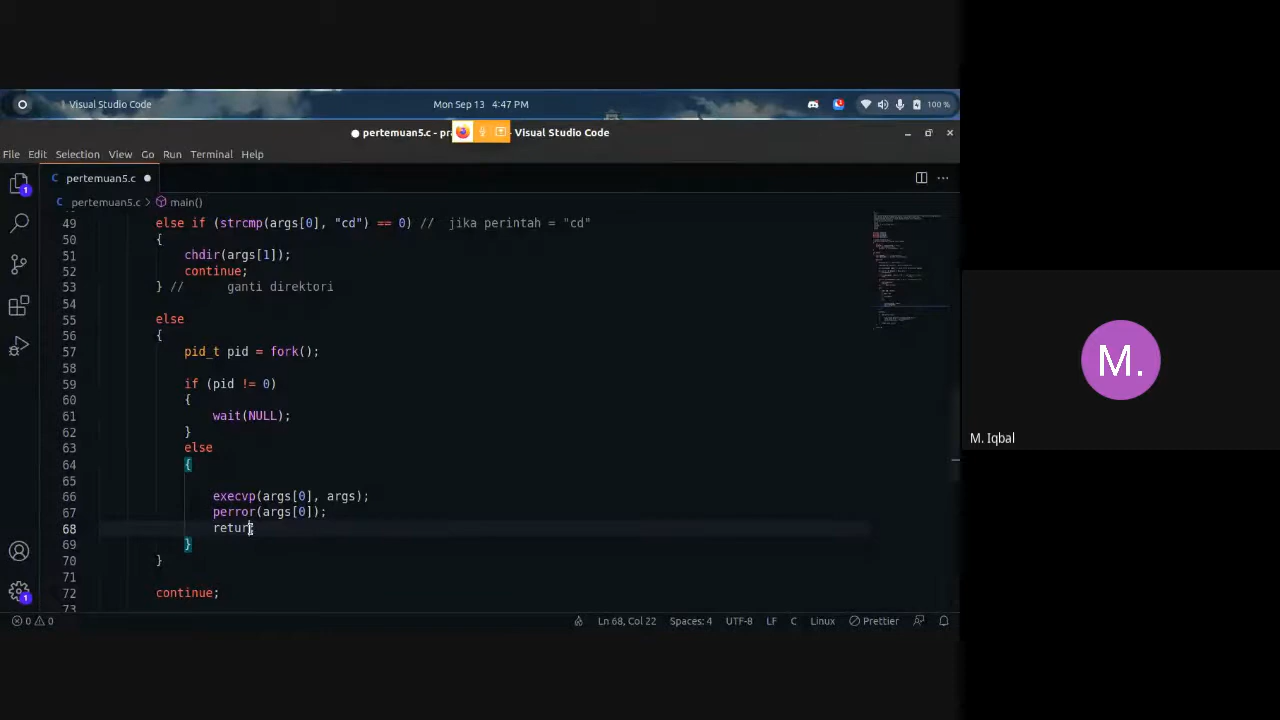 Visual Studio Code
Mon Sep 13 4:47 PM
100 %
pertemuan5.c - pr
- Visual Studio Code
File Edit Selection View Go Run Terminal Help
C pertemuan5.c
C pertemuan5.c > main()
49 else if (strcmp(args[0], "cd") == 0) // jika perintah = "cd"
50 {
51 chdir(args[1]);
52 continue;
53 } // ganti direktori
54
55 else
56 {
57 pid_t pid = fork();
58
59 if (pid != 0)
60 {
61 wait(NULL);
62 }
63 else
64 {
65
66 execvp(args[0], args);
67 perror(args[0]);
68 retur
69 }
70 }
71
72 continue;
73
1
1
0 0
Ln 68, Col 22 Spaces: 4 UTF-8 LF C Linux Prettier
M.
M. Iqbal